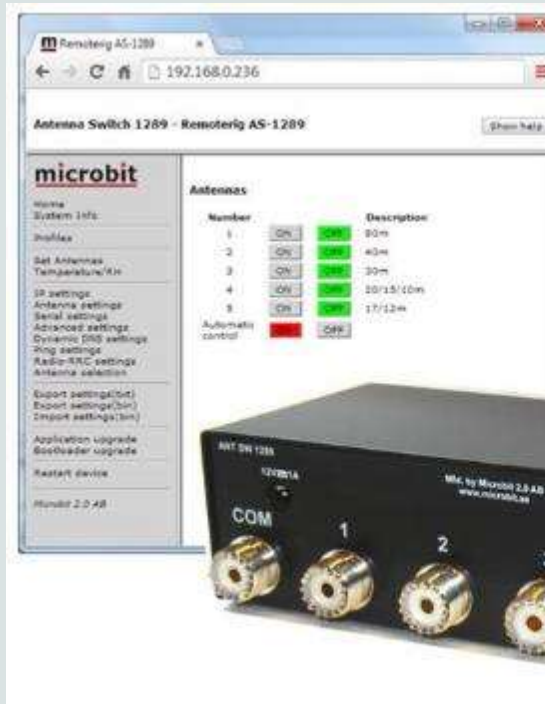 Remoterig AS-1289
192.168.0.236
Antenna Switch 1289 - Remoterig AS-1289
Show help
microbit
Home
System Info
Profiles
Set Antennas
Temperature/RH
IP settings
Antenna settings
Serial settings
Advanced settings
Dynamic DNS settings
Ping settings
Radio-RRC settings
Antenna selection
Export settings(txt)
Export settings(bin)
Import settings(bin)
Application upgrade
Bootloader upgrade
Restart device
Microbit 2.0 AB
Antennas
Number Description
1 ON OFF 80m
2 ON OFF 40m
3 ON OFF 30m
4 ON OFF 20/15/10m
5 ON OFF 17/12m
Automatic control ON OFF
ANT SW 1289
Mfd. by Microbit 2.0 AB
www.microbit.se
COM
1
2